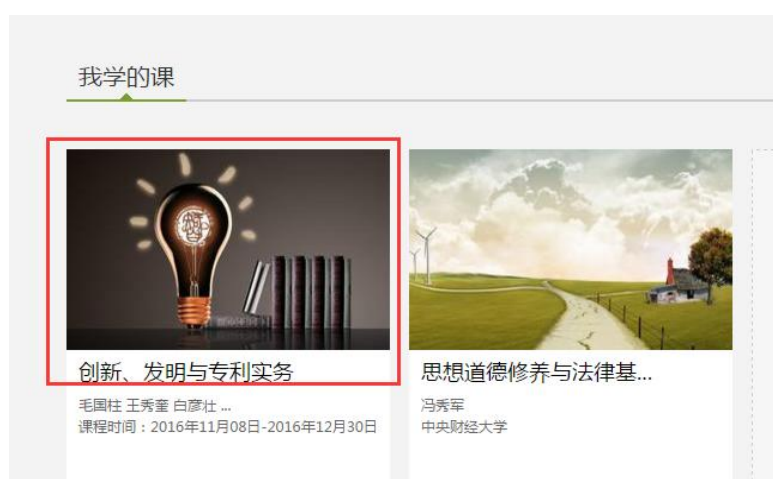 我学的课
创新、发明与专利实务
毛国柱 王秀奎 白彦壮 ...
课程时间：2016年11月08日-2016年12月30日
思想道德修养与法律基...
冯秀军
中央财经大学